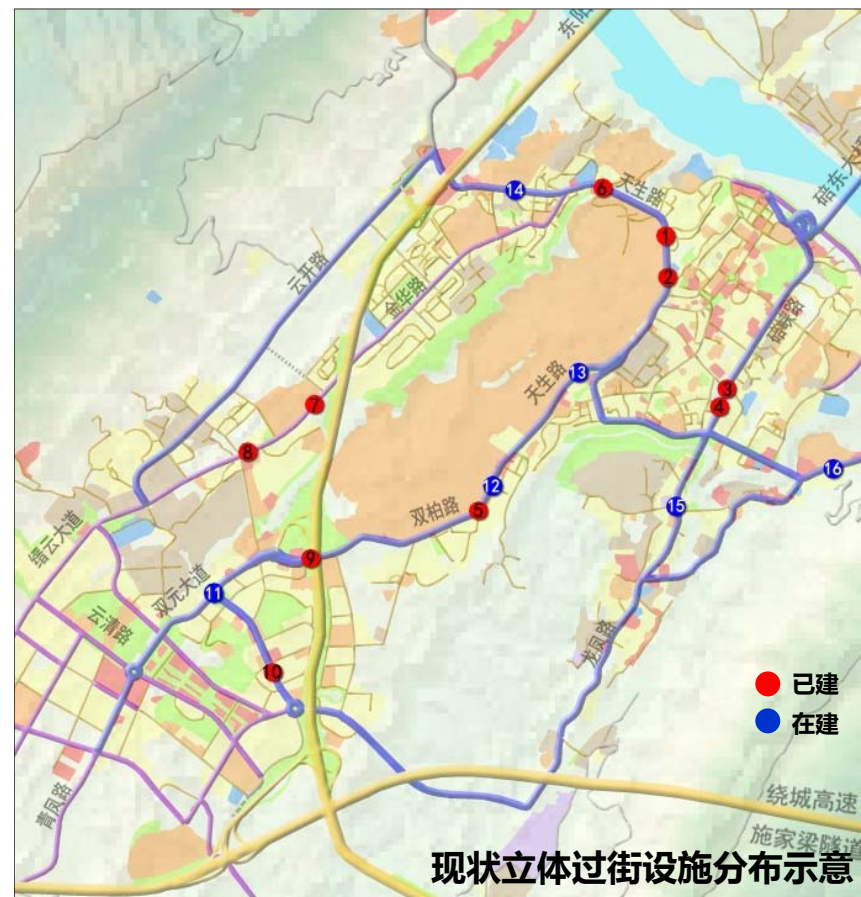 东阳
碚东大桥
天生路
14
6
1
2
云开路
金华路
碚峡路
13
天生路
3
4
7
8
16
12
15
双柏路
5
缙云大道
9
双元大道
11
云清路
龙凤路
10
已建
在建
青凤路
绕城高速
施家梁隧道
现状立体过街设施分布示意